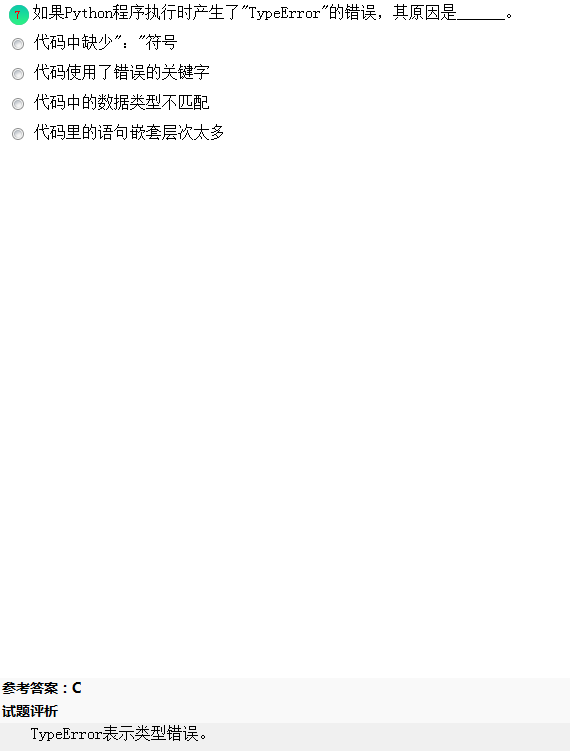 7 如果Python程序执行时产生了"TypeError"的错误，其原因是______。
代码中缺少"："符号
代码使用了错误的关键字
代码中的数据类型不匹配
代码里的语句嵌套层次太多
参考答案：C
试题评析
TypeError表示类型错误。